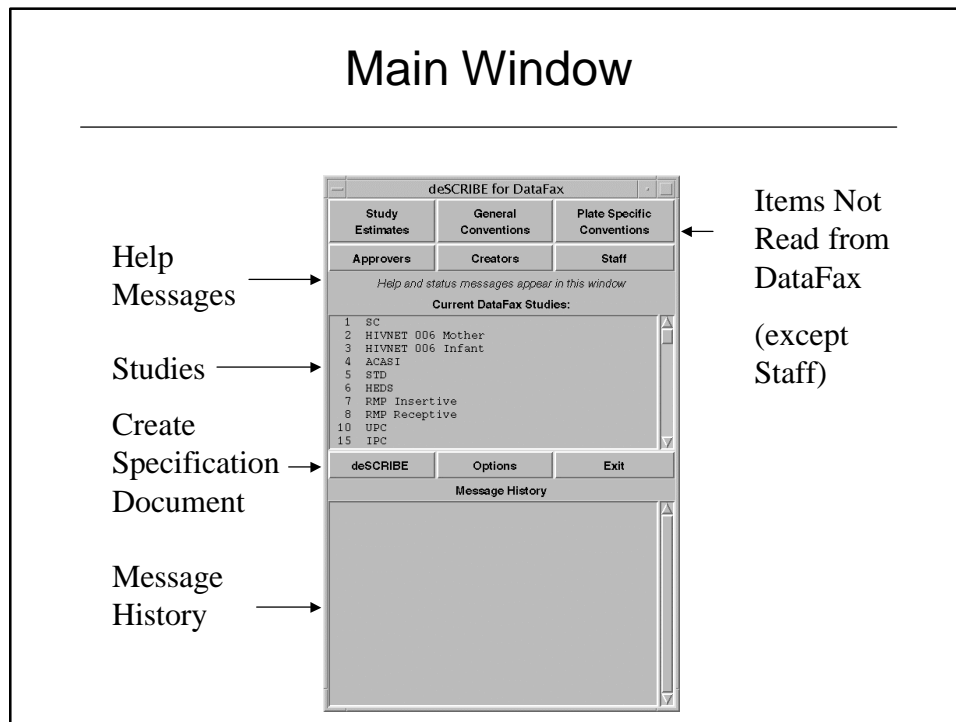 Main Window
deSCRIBE for DataFax
Study Estimates
General Conventions
Plate Specific Conventions
Approvers
Creators
Staff
Help and status messages appear in this window
Current DataFax Studies:
1 SC
2 HIVNET 006 Mother
3 HIVNET 006 Infant
4 ACASI
5 STD
6 HEDS
7 RMP Insertive
8 RMP Receptive
10 UPC
15 IPC
deSCRIBE
Options
Exit
Message History
Help
Messages
Studies
Create
Specification
Document
Message
History
Items Not
Read from
DataFax
(except
Staff)